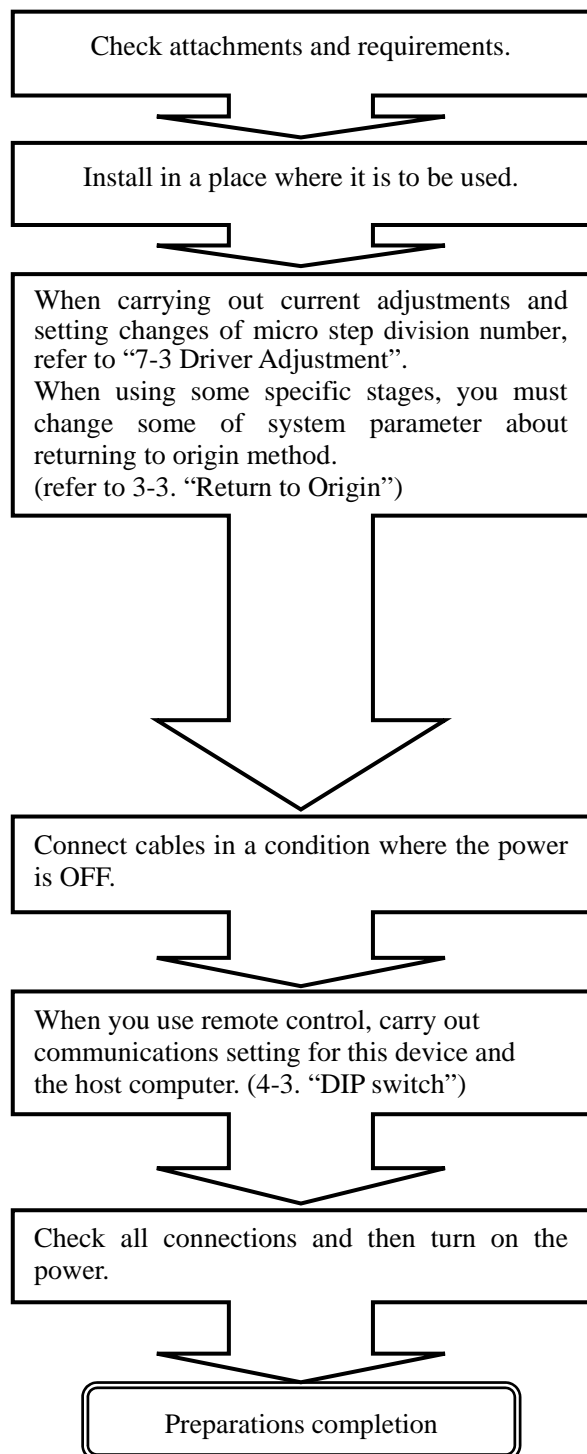 Check attachments and requirements.
Install in a place where it is to be used.
When carrying out current adjustments and
setting changes of micro step division number,
refer to “7-3 Driver Adjustment”.
When using some specific stages, you must
change some of system parameter about
returning to origin method.
(refer to 3-3. “Return to Origin”)
Connect cables in a condition where the power
is OFF.
When you use remote control, carry out
communications setting for this device and
the host computer. (4-3. “DIP switch”)
Check all connections and then turn on the
power.
Preparations completion